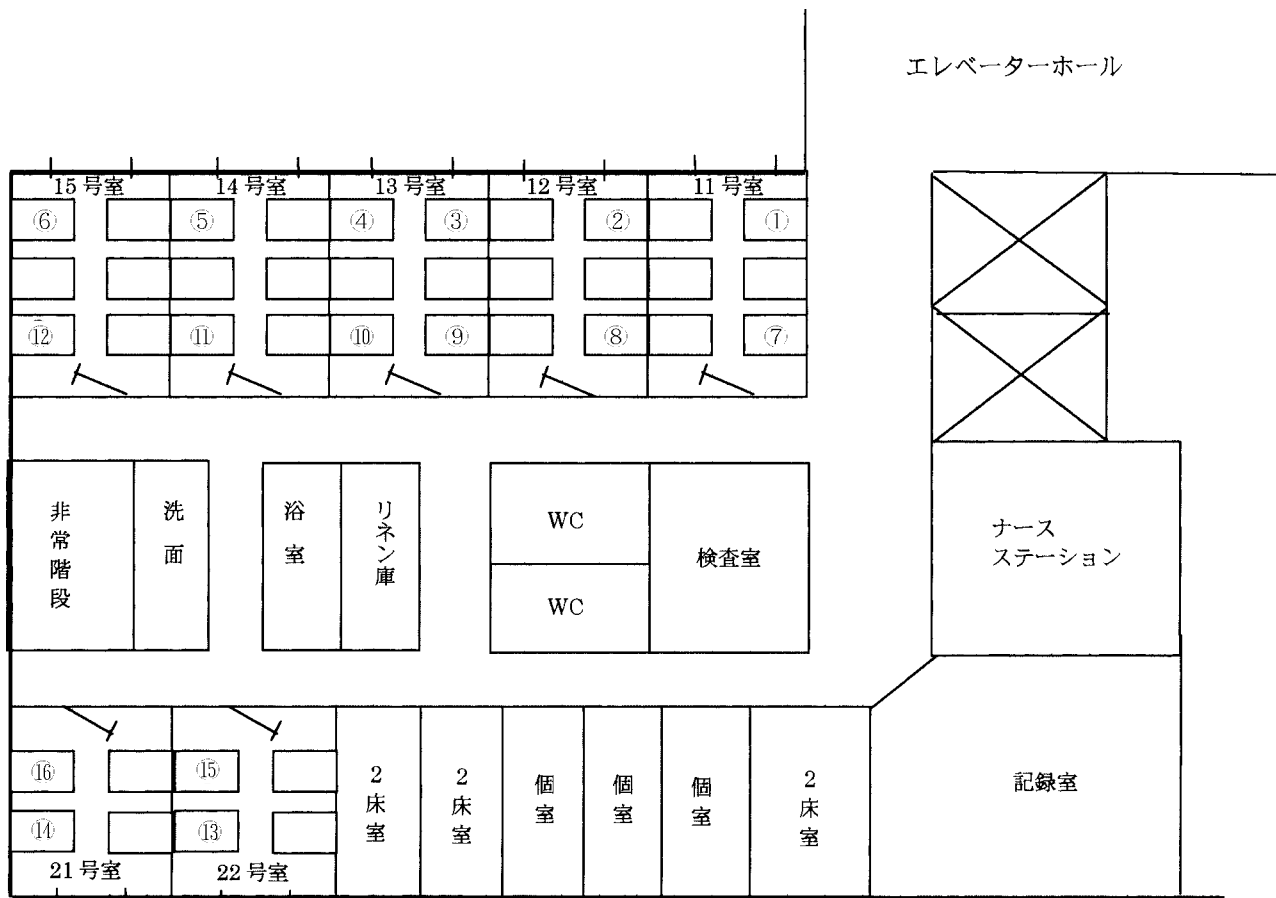 エレベーターホール
15号室 14号室 13号室 12号室 11号室
⑥ ⑤ ④ ③ ② ①
⑫ ⑪ ⑩ ⑨ ⑧ ⑦
非常階段
洗面
浴室
リネン庫
WC
WC
検査室
ナース
ステーション
⑯ ⑮
⑭ ⑬
21号室 22号室
2床室
2床室
個室
個室
個室
2床室
記録室